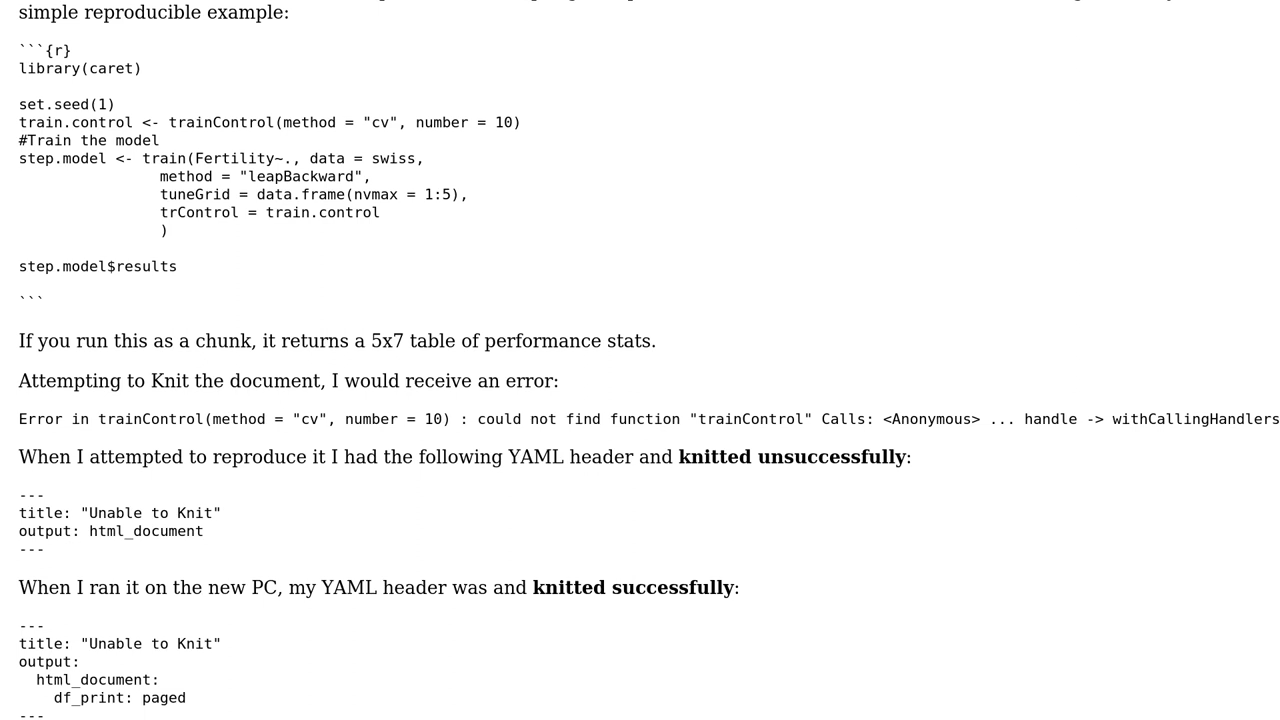 simple reproducible example:
```{r}
library(caret)
set.seed(1)
train.control <- trainControl(method = "cv", number = 10)
#Train the model
step.model <- train(Fertility~., data = swiss,
                method = "leapBackward",
                tuneGrid = data.frame(nvmax = 1:5),
                trControl = train.control
                )
step.model$results
```
If you run this as a chunk, it returns a 5x7 table of performance stats.
Attempting to Knit the document, I would receive an error:
Error in trainControl(method = "cv", number = 10) : could not find function "trainControl" Calls: <Anonymous> ... handle -> withCallingHandlers
When I attempted to reproduce it I had the following YAML header and knitted unsuccessfully:
---
title: "Unable to Knit"
output: html_document
---
When I ran it on the new PC, my YAML header was and knitted successfully:
---
title: "Unable to Knit"
output:
  html_document:
    df_print: paged
---